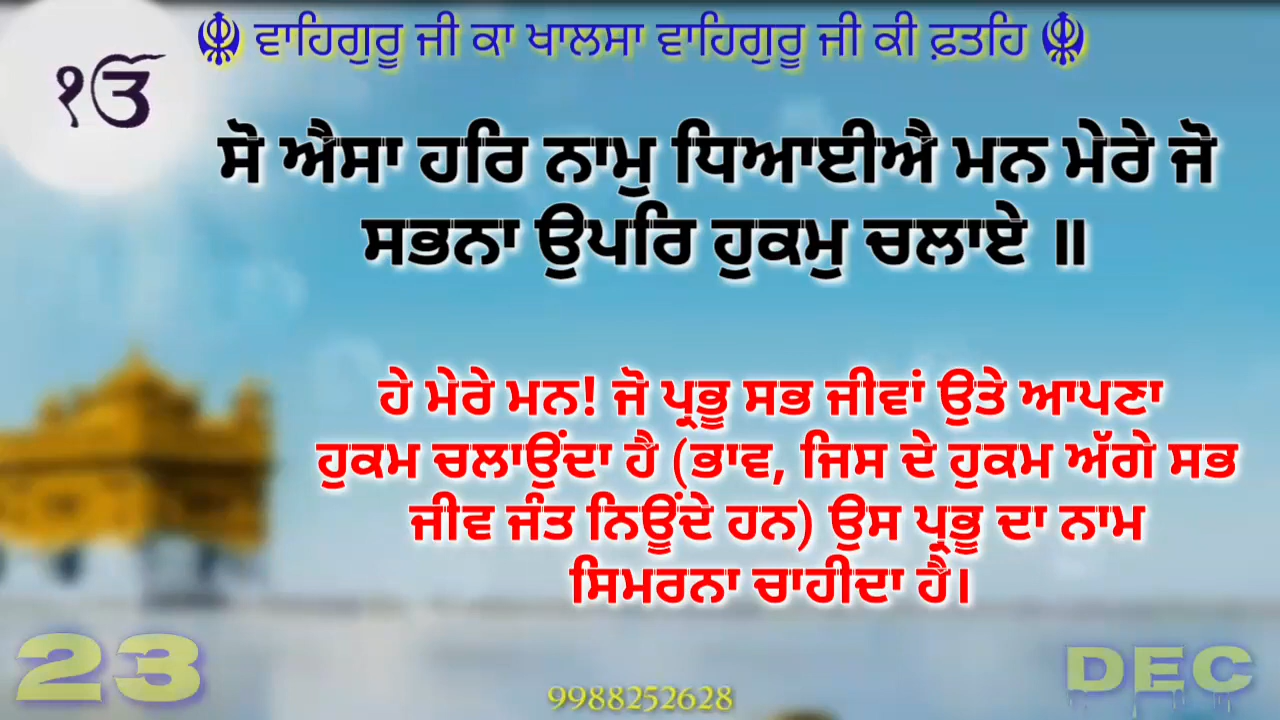 ੴ
☬ ਵਾਹਿਗੁਰੂ ਜੀ ਕਾ ਖਾਲਸਾ ਵਾਹਿਗੁਰੂ ਜੀ ਕੀ ਫ਼ਤਹਿ ☬
ਸੋ ਐਸਾ ਹਰਿ ਨਾਮੁ ਧਿਆਈਐ ਮਨ ਮੇਰੇ ਜੋ
ਸਭਨਾ ਉਪਰਿ ਹੁਕਮੁ ਚਲਾਏ ॥
ਹੇ ਮੇਰੇ ਮਨ! ਜੋ ਪ੍ਰਭੂ ਸਭ ਜੀਵਾਂ ਉਤੇ ਆਪਣਾ
ਹੁਕਮ ਚਲਾਉਂਦਾ ਹੈ (ਭਾਵ, ਜਿਸ ਦੇ ਹੁਕਮ ਅੱਗੇ ਸਭ
ਜੀਵ ਜੰਤ ਨਿਊਂਦੇ ਹਨ) ਉਸ ਪ੍ਰਭੂ ਦਾ ਨਾਮ
ਸਿਮਰਨਾ ਚਾਹੀਦਾ ਹੈ।
23
DEC
9988252628